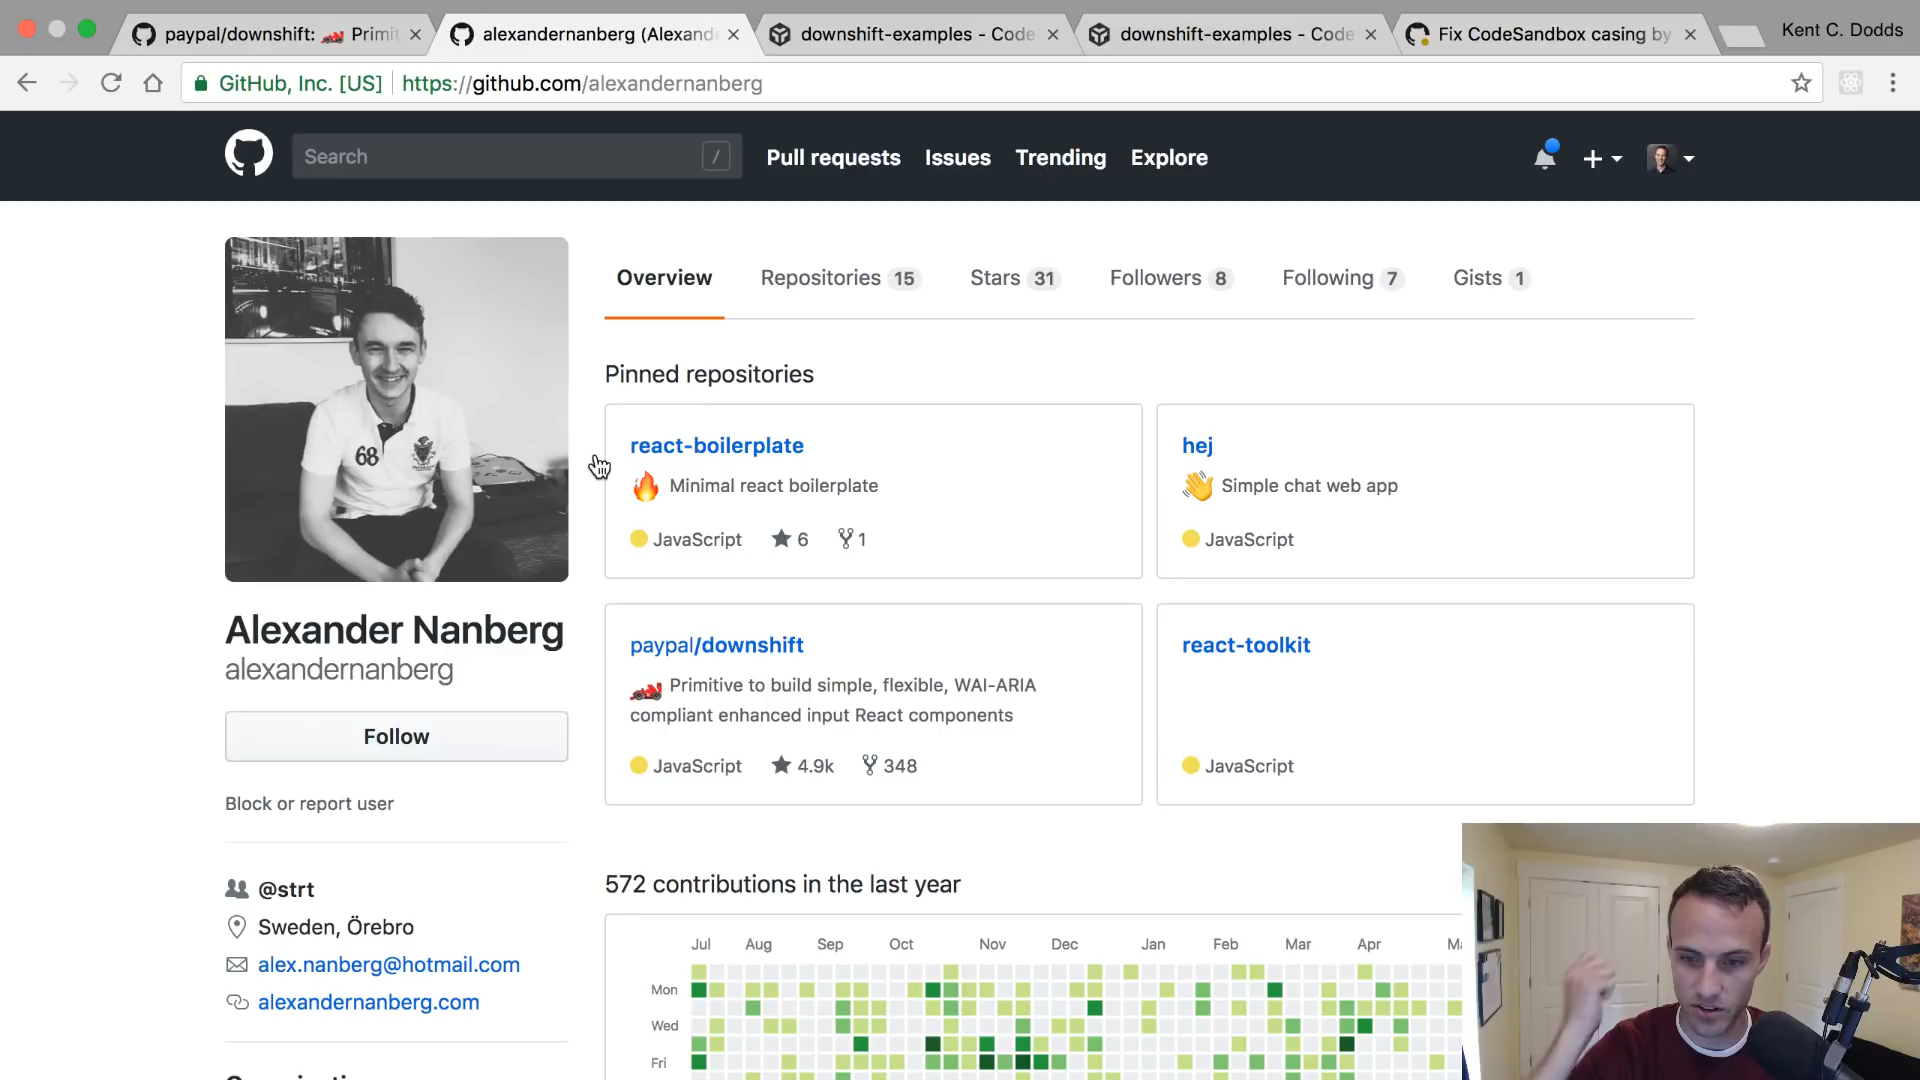 paypal/downshift: 🏎 Primit
alexandernanberg (Alexand
downshift-examples - Code
downshift-examples - Code
Fix CodeSandbox casing by
Kent C. Dodds
GitHub, Inc. [US]
https://github.com/alexandernanberg
Search
/
Pull requests
Issues
Trending
Explore
Overview
Repositories 15
Stars 31
Followers 8
Following 7
Gists 1
Pinned repositories
react-boilerplate
🔥 Minimal react boilerplate
JavaScript ★ 6 1
hej
👋 Simple chat web app
JavaScript
paypal/downshift
🏎 Primitive to build simple, flexible, WAI-ARIA
compliant enhanced input React components
JavaScript ★ 4.9k 348
react-toolkit
JavaScript
68
Alexander Nanberg
alexandernanberg
Follow
Block or report user
@strt
Sweden, Örebro
alex.nanberg@hotmail.com
alexandernanberg.com
572 contributions in the last year
Jul Aug Sep Oct Nov Dec Jan Feb Mar Apr
Mon
Wed
Fri